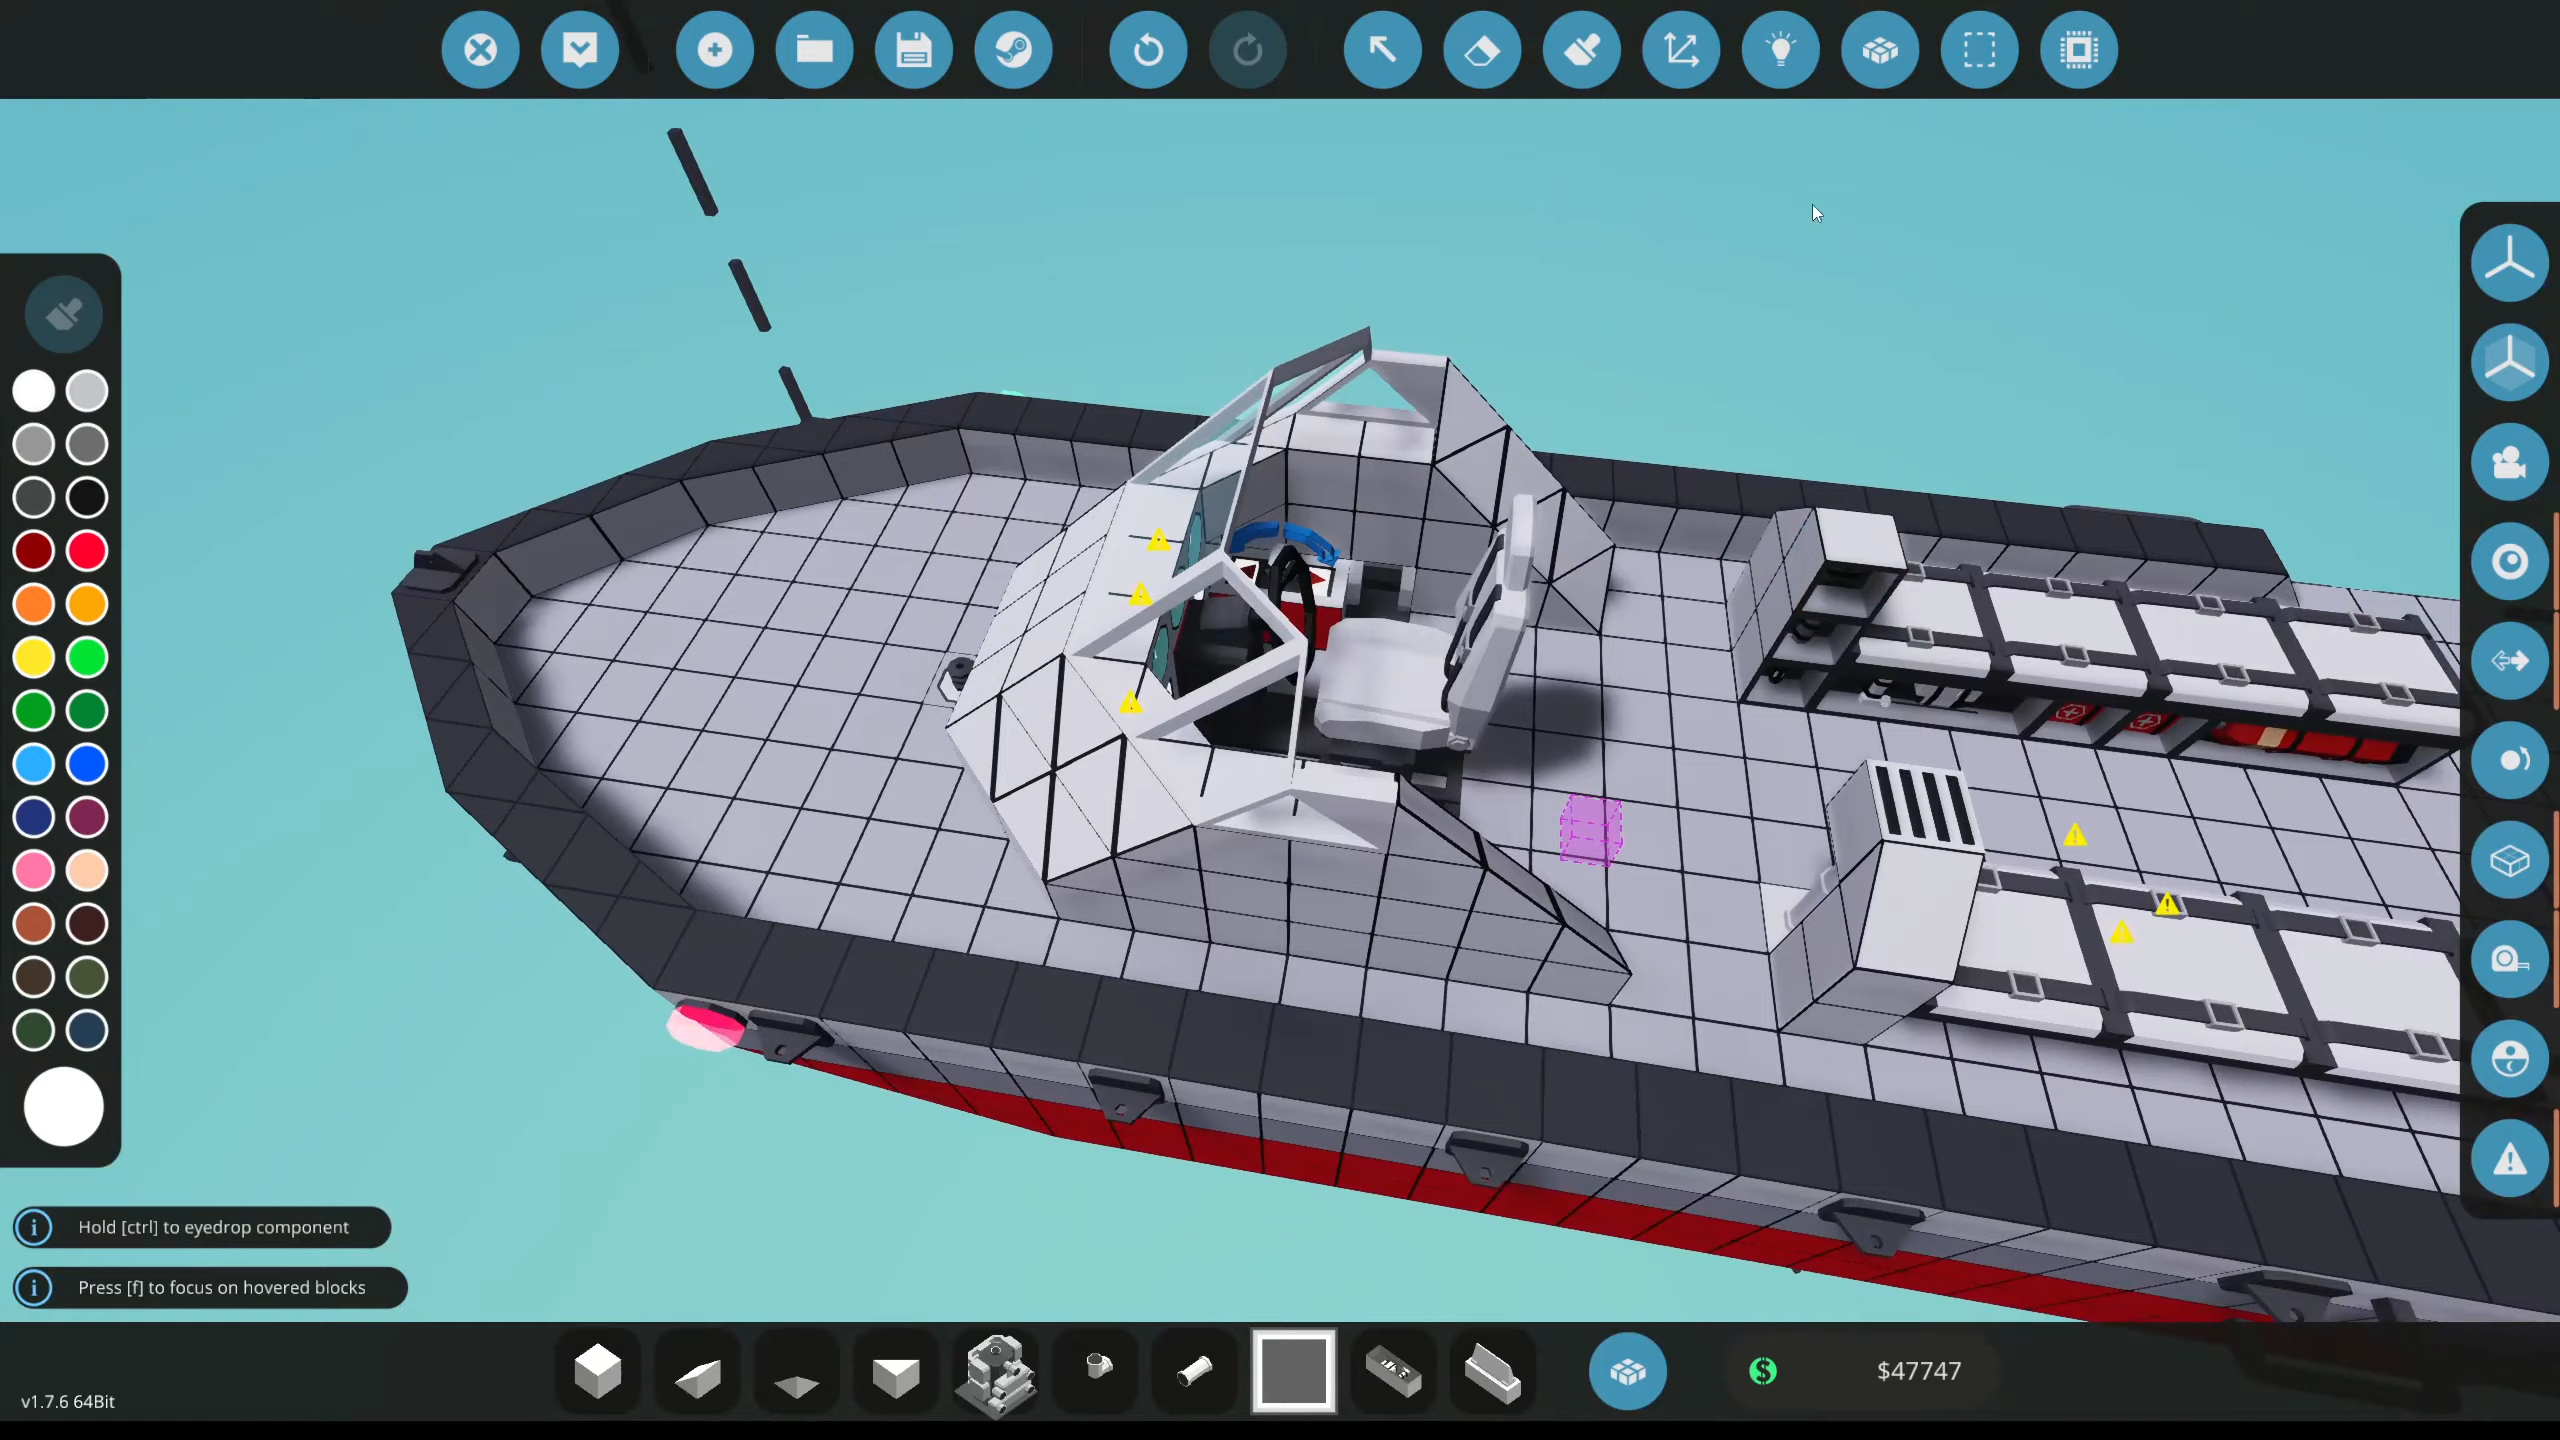 Hold [ctrl] to eyedrop component
Press [f] to focus on hovered blocks
v1.7.6 64Bit
$47747